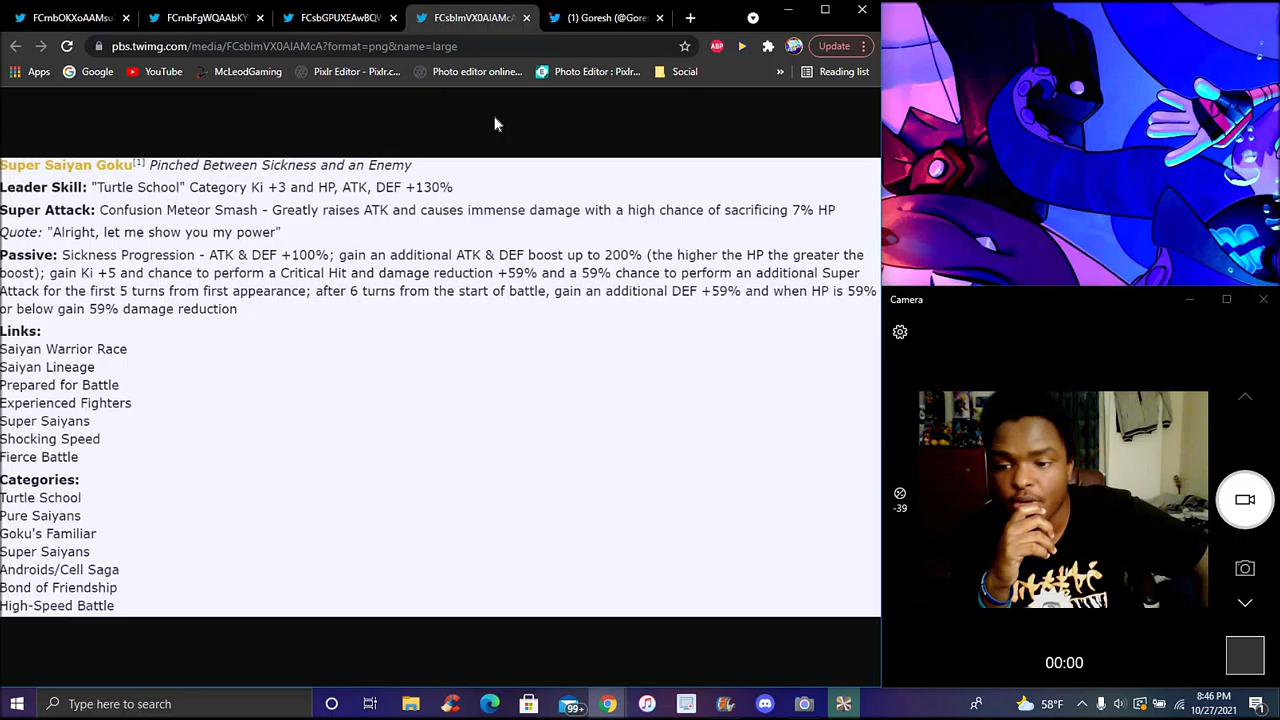 FCrnbOKXoAAMsu
FCrnbFgWQAAbKY
FCsbGPUXEAwBQV
FCsbImVX0AIAMcA
(1) Goresh (@Gores
pbs.twimg.com/media/FCsbImVX0AIAMcA?format=png&name=large
ABP
Update
Apps
Google
YouTube
McLeodGaming
Pixlr Editor - Pixlr.c...
Photo editor online...
Photo Editor : Pixlr...
Social
»
Reading list
Super Saiyan Goku[1] Pinched Between Sickness and an Enemy
Leader Skill: "Turtle School" Category Ki +3 and HP, ATK, DEF +130%
Super Attack: Confusion Meteor Smash - Greatly raises ATK and causes immense damage with a high chance of sacrificing 7% HP
Quote: "Alright, let me show you my power"
Passive: Sickness Progression - ATK & DEF +100%; gain an additional ATK & DEF boost up to 200% (the higher the HP the greater the
boost); gain Ki +5 and chance to perform a Critical Hit and damage reduction +59% and a 59% chance to perform an additional Super
Attack for the first 5 turns from first appearance; after 6 turns from the start of battle, gain an additional DEF +59% and when HP is 59%
or below gain 59% damage reduction
Links:
Saiyan Warrior Race
Saiyan Lineage
Prepared for Battle
Experienced Fighters
Super Saiyans
Shocking Speed
Fierce Battle
Categories:
Turtle School
Pure Saiyans
Goku's Familiar
Super Saiyans
Androids/Cell Saga
Bond of Friendship
High-Speed Battle
Camera
-39
00:00
Type here to search
99+
58°F
8:46 PM
10/27/2021